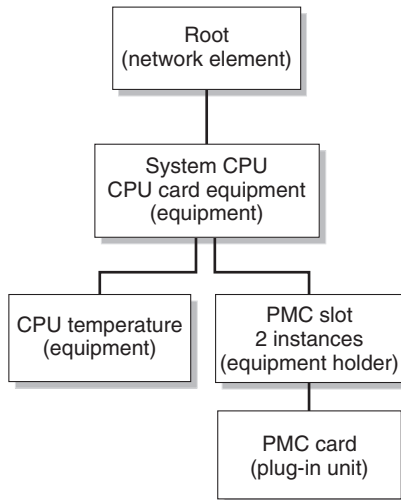 Root
(network element)
System CPU
CPU card equipment
(equipment)
CPU temperature
(equipment)
PMC slot
2 instances
(equipment holder)
PMC card
(plug-in unit)